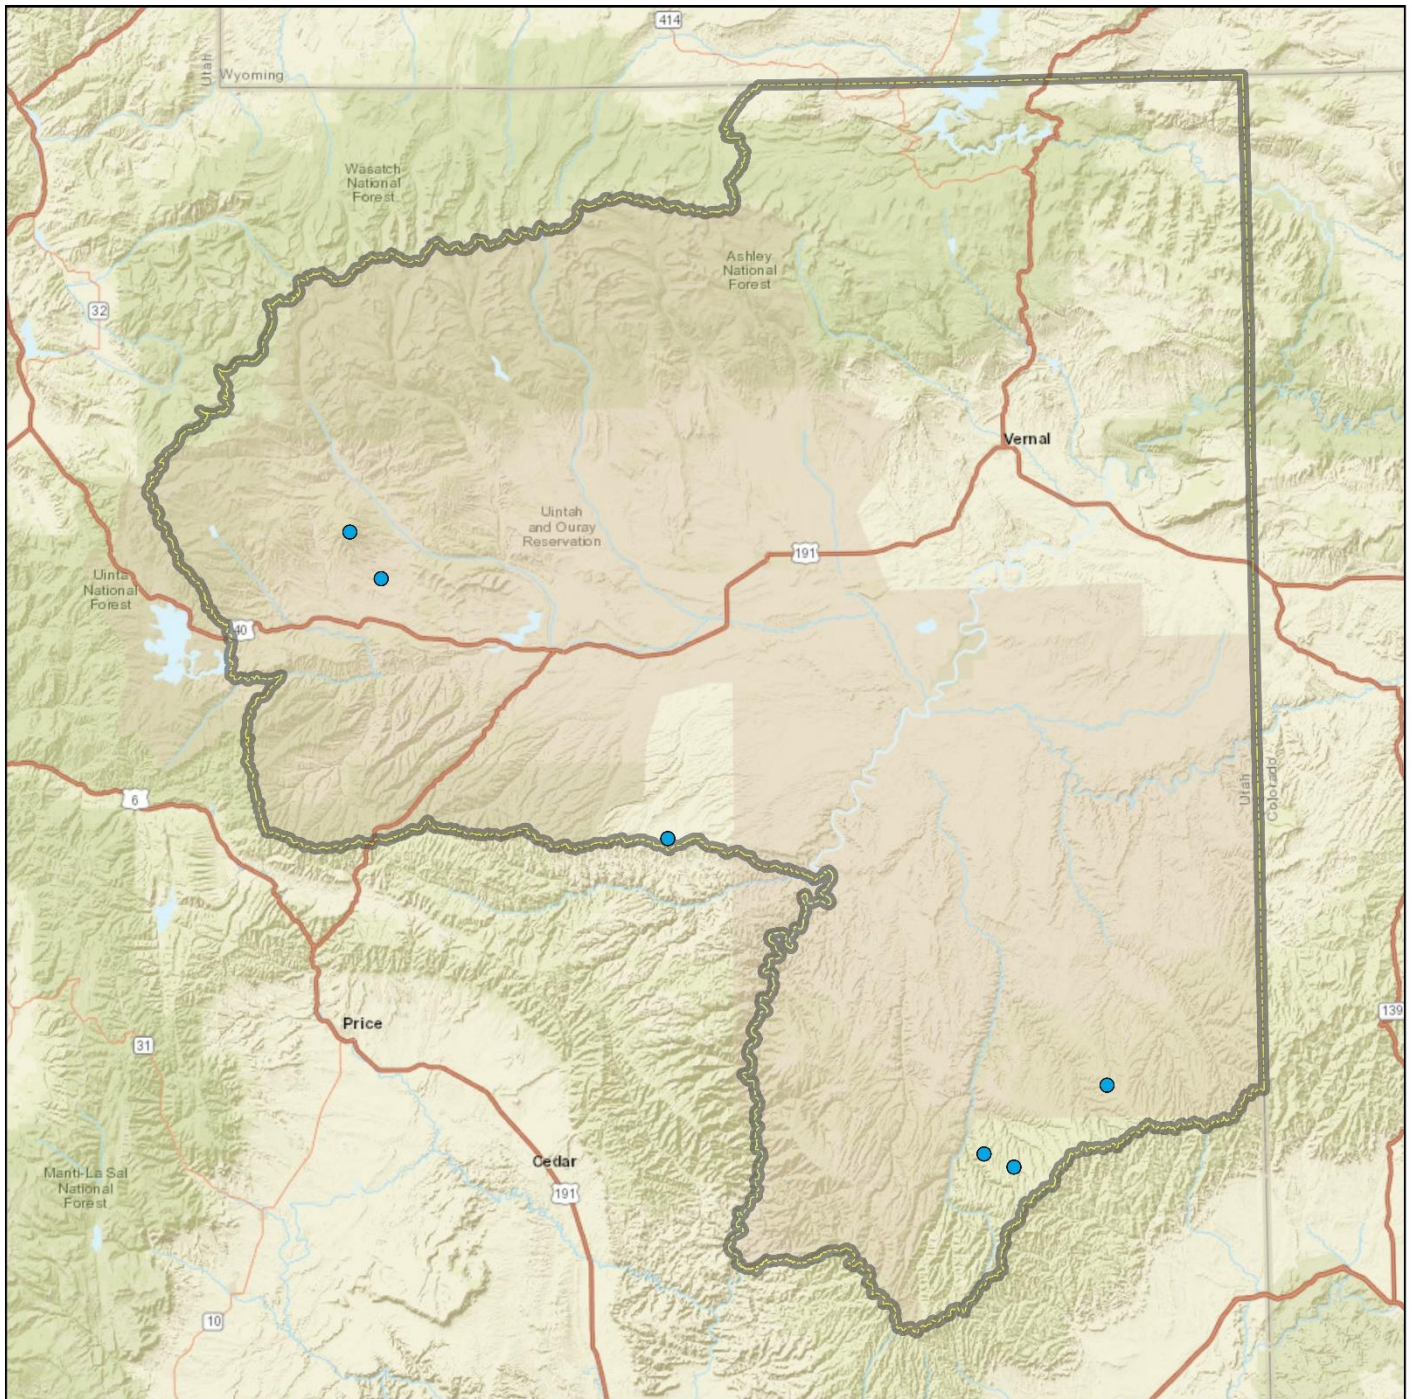 414
Utah
Wyoming
Wasatch
National
Forest
Ashley
National
Forest
32
Vernal
Uintah
and Ouray
Reservation
191
Uinta
National
Forest
40
6
Utah
Colorado
139
Price
31
Cedar
191
Manti-La Sal
National
Forest
10